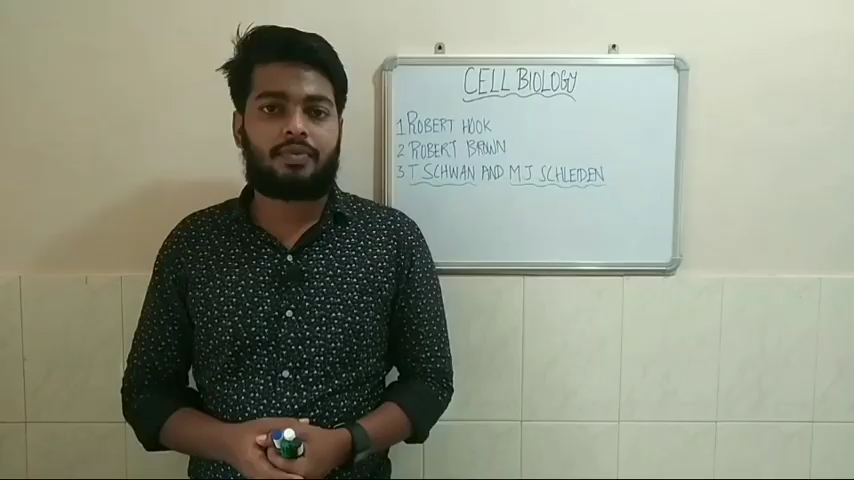 CELL BIOLOGY
1 ROBERT HOOK
2 ROBERT BROWN
3 T SCHWAN AND M J SCHLEIDEN